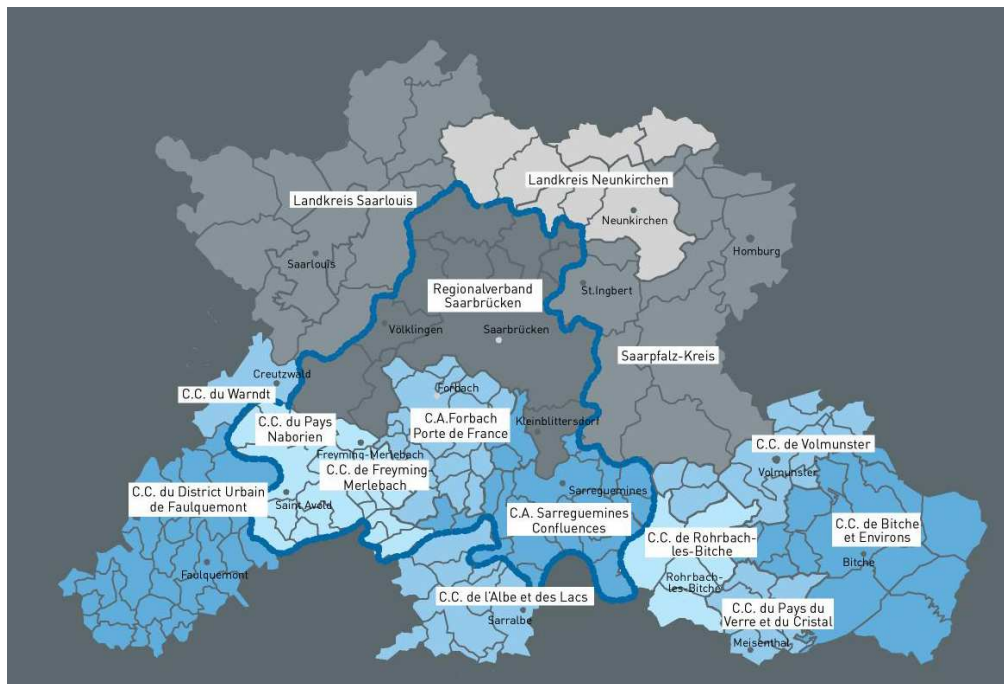 Landkreis Neunkirchen
Landkreis Saarlouis
Neunkirchen
Homburg
Saarlouis
Regionalverband
Saarbrücken
St.Ingbert
Völklingen
Saarbrücken
Saarpfalz-Kreis
Creutzwald
C.C. du Warndt
Forbach
C.C. du Pays
Naborien
C.A.Forbach
Porte de France
Kleinblittersdorf
Freyming-Merlebach
C.C. de Freyming-
Merlebach
C.C. de Volmunster
Volmunster
C.C. du District Urbain
de Faulquemont
Saint Avold
Sarreguemines
C.A. Sarreguemines
Confluences
C.C. de Bitche
et Environs
C.C. de Rohrbach-
les-Bitche
Bitche
Faulquemont
Rohrbach-
les-Bitche
C.C. de l'Albe et des Lacs
C.C. du Pays du
Verre et du Cristal
Sarralbe
Meisenthal